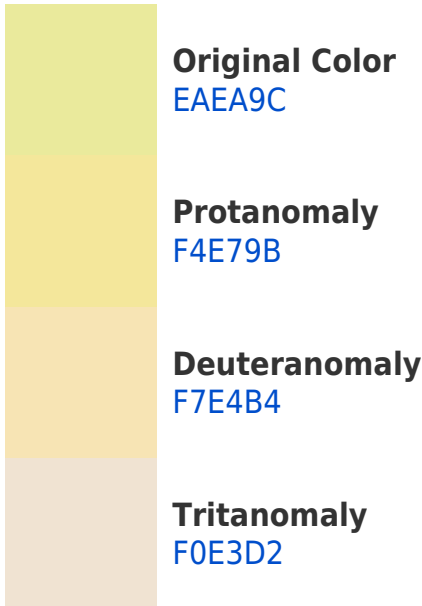 Original Color
EAEA9C
Protanomaly
F4E79B
Deuteranomaly
F7E4B4
Tritanomaly
F0E3D2